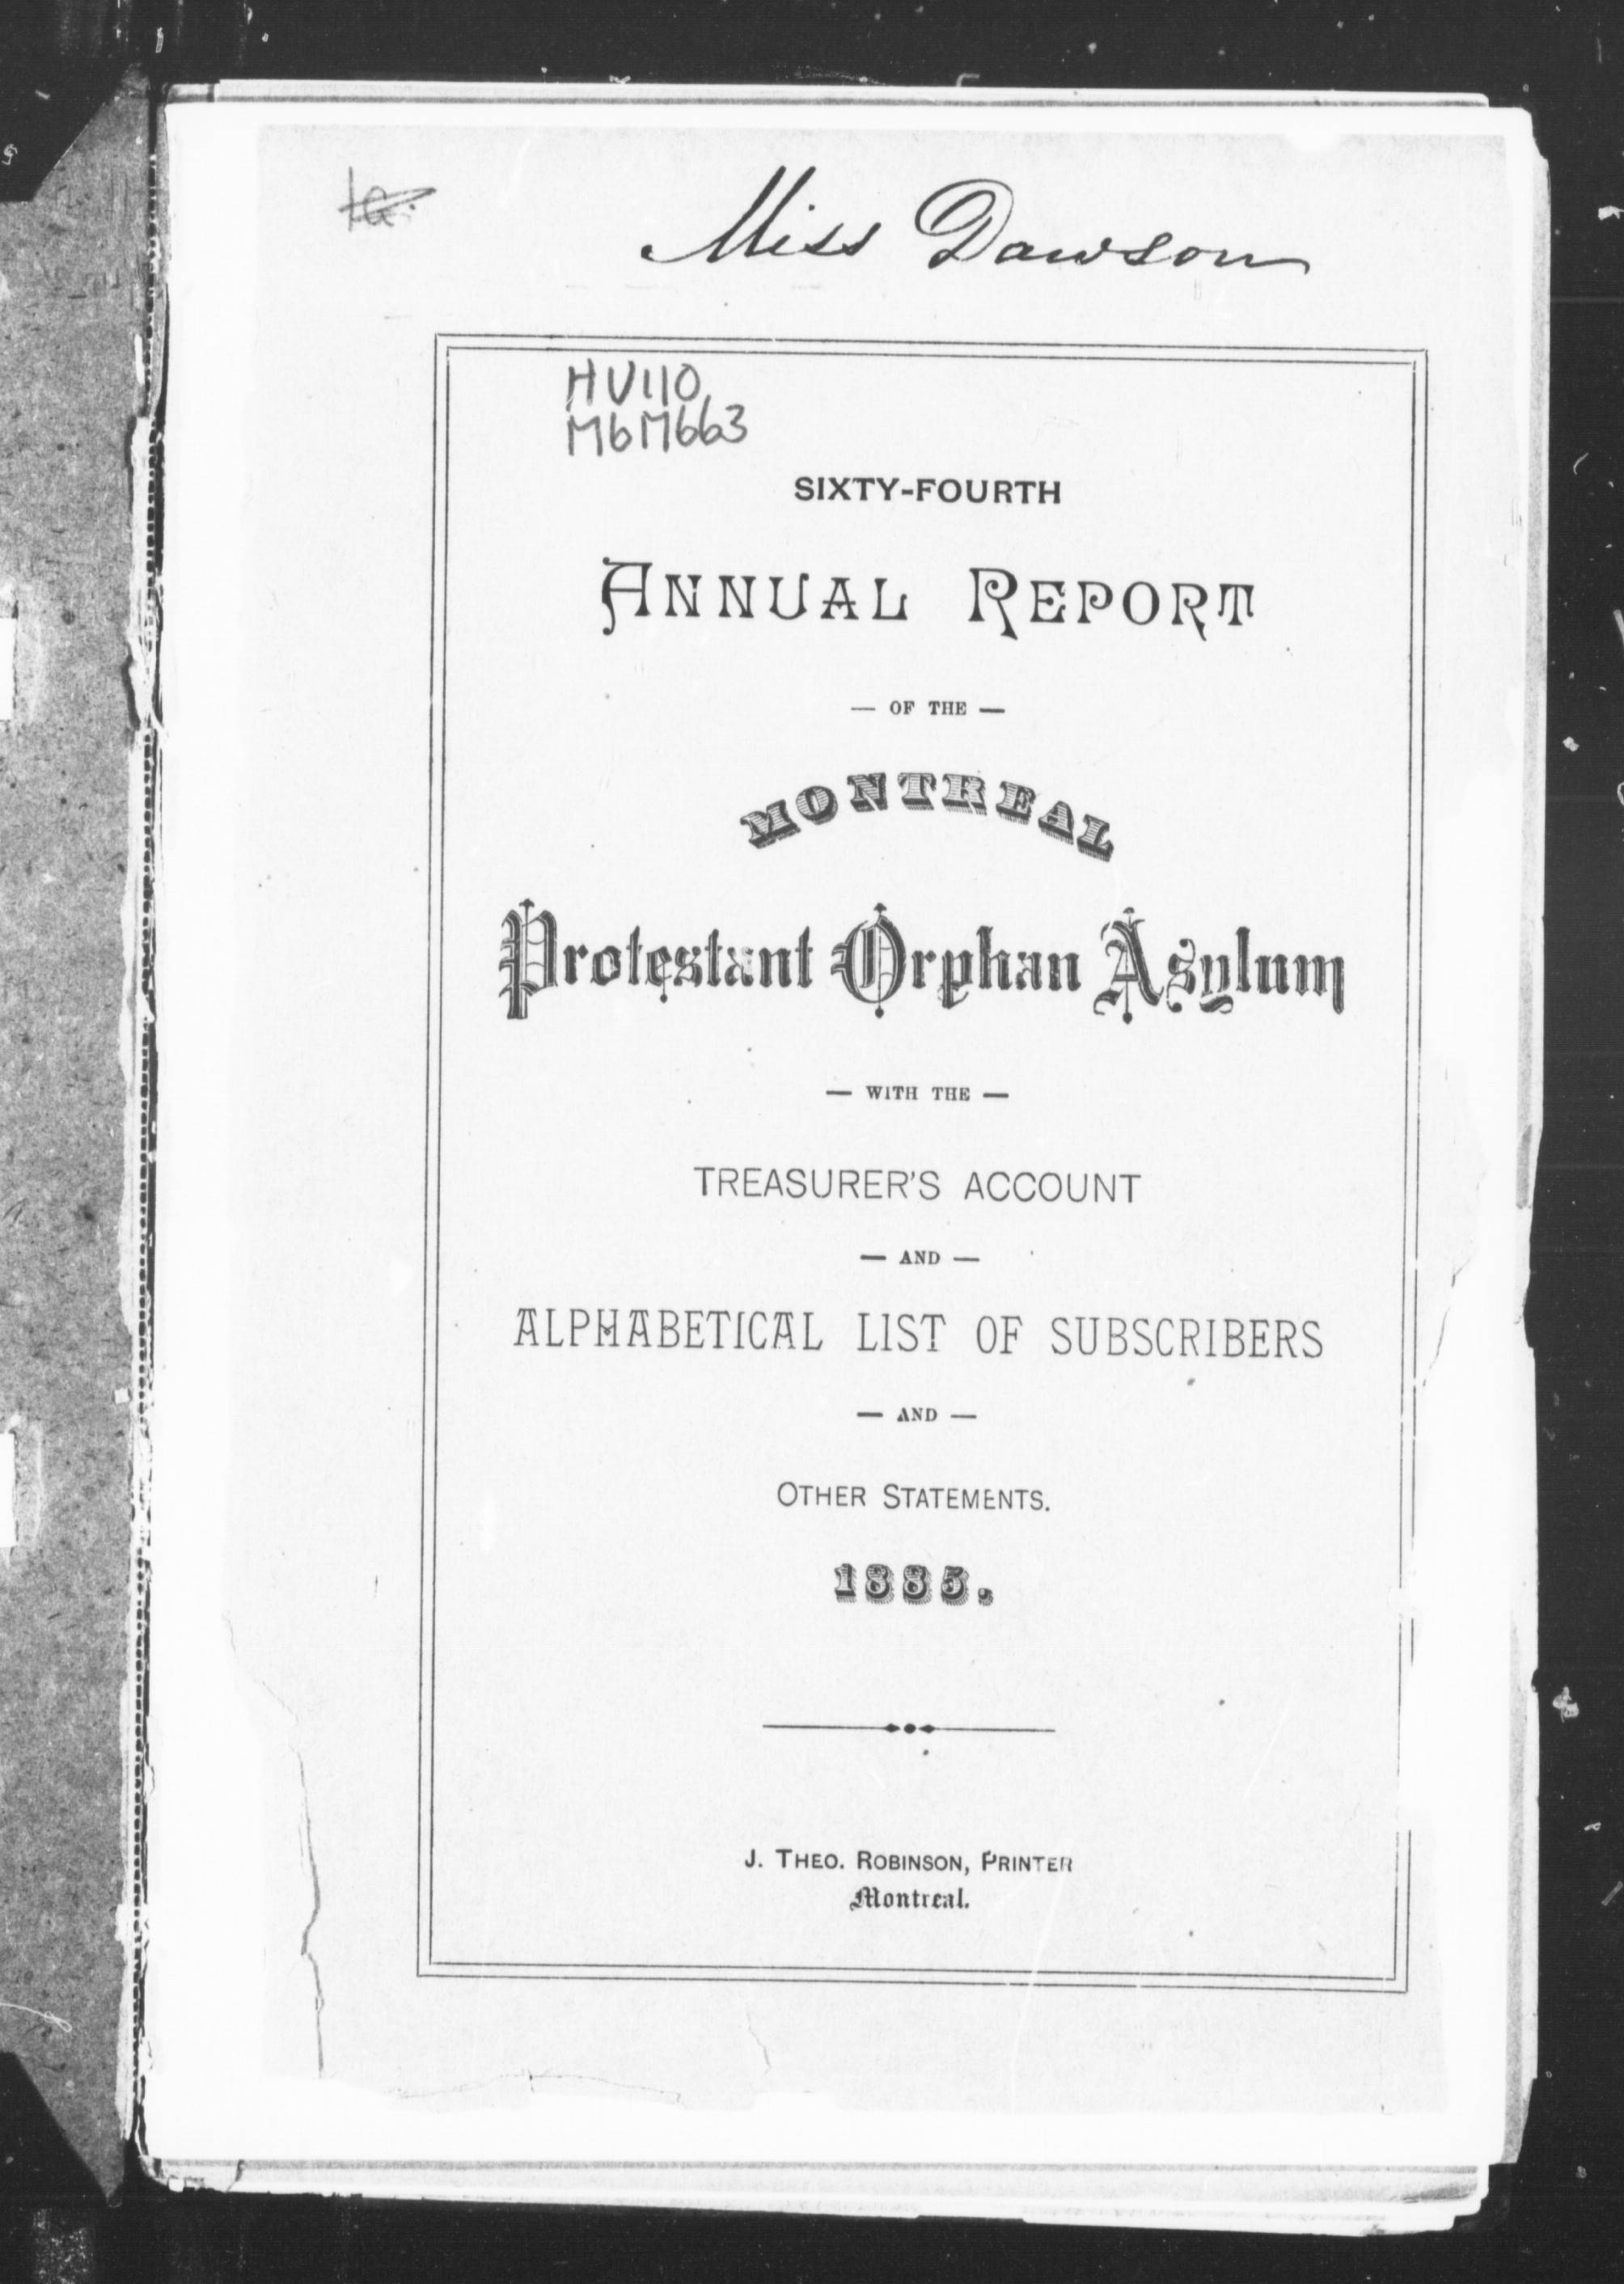 Miss Dawson
HV110
M6M663
SIXTY-FOURTH
ANNUAL REPORT
— OF THE —
MONTREAL
Protestant Orphan Asylum
— WITH THE —
TREASURER'S ACCOUNT
— AND —
ALPHABETICAL LIST OF SUBSCRIBERS
— AND —
OTHER STATEMENTS.
1885.
J. THEO. ROBINSON, PRINTER
Montreal.